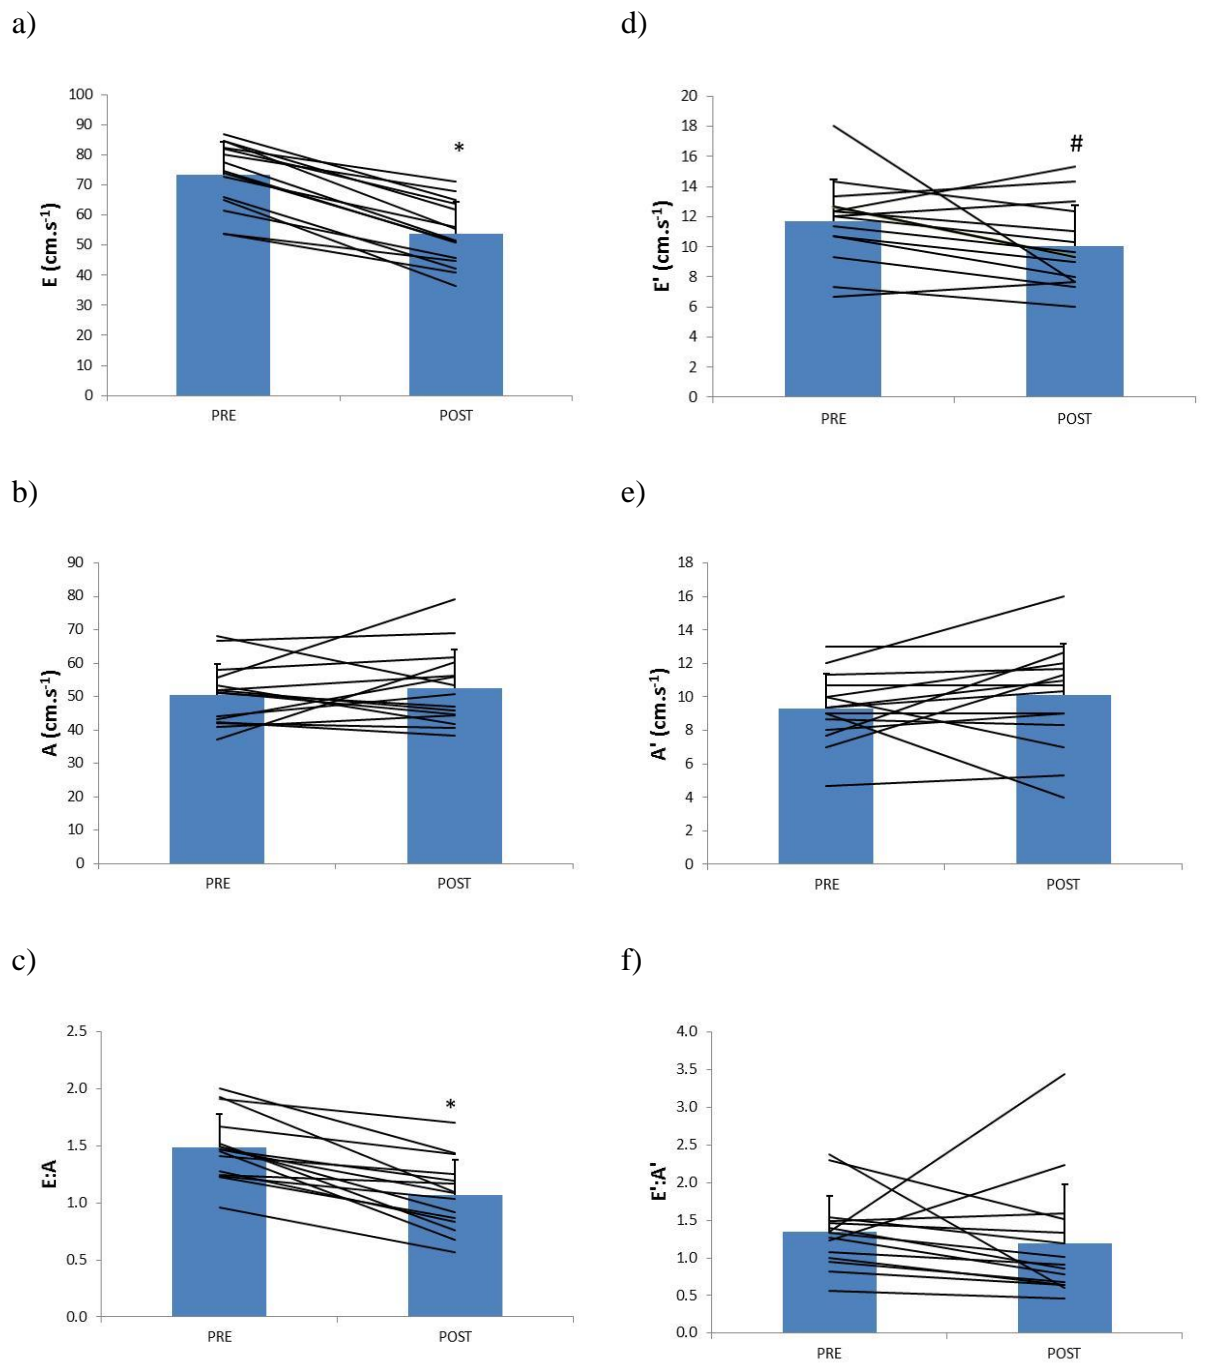 a)
100
90
80
70
60
50
40
30
20
10
0
E (cm.s-1)
*
PRE
POST
d)
20
18
16
14
12
10
8
6
4
2
0
E' (cm.s-1)
#
PRE
POST
b)
90
80
70
60
50
40
30
20
10
0
A (cm.s-1)
PRE
POST
e)
18
16
14
12
10
8
6
4
2
0
A' (cm.s-1)
PRE
POST
c)
2.5
2.0
1.5
1.0
0.5
0.0
E:A
*
PRE
POST
f)
4.0
3.5
3.0
2.5
2.0
1.5
1.0
0.5
0.0
E':A'
PRE
POST